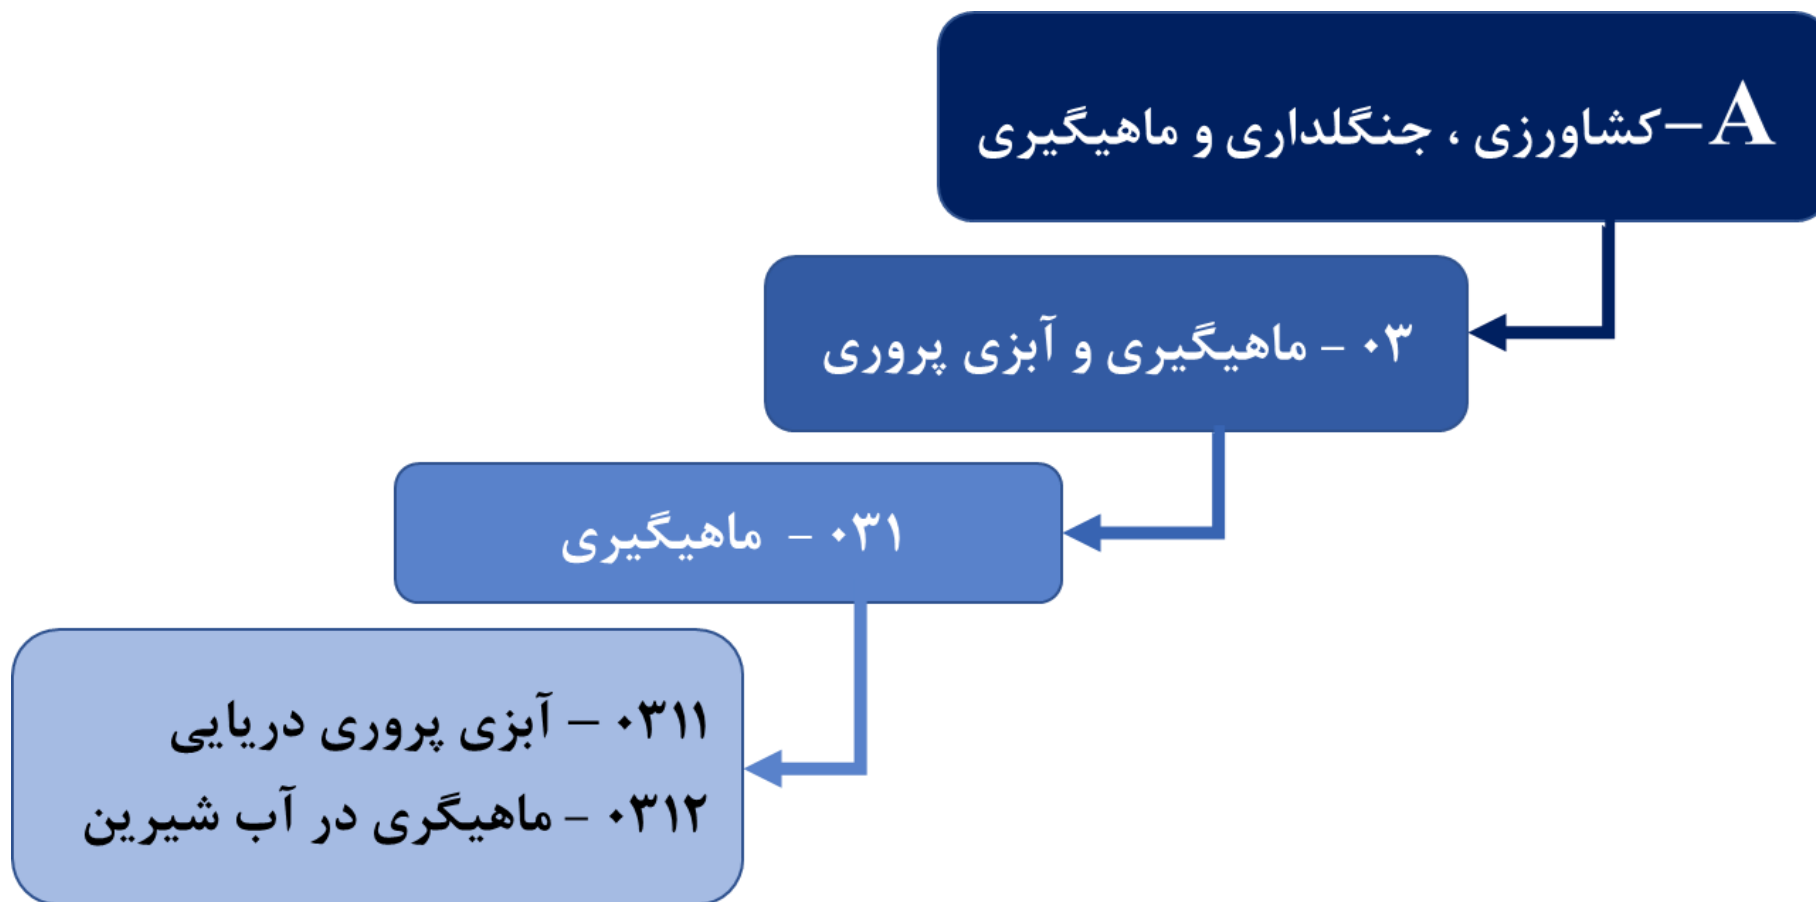 A–کشاورزی ، جنگلداری و ماهیگیری
۰۳ - ماهیگیری و آبزی پروری
۰۳۱ - ماهیگیری
۰۳۱۱ – آبزی پروری دریایی
۰۳۱۲ - ماهیگری در آب شیرین